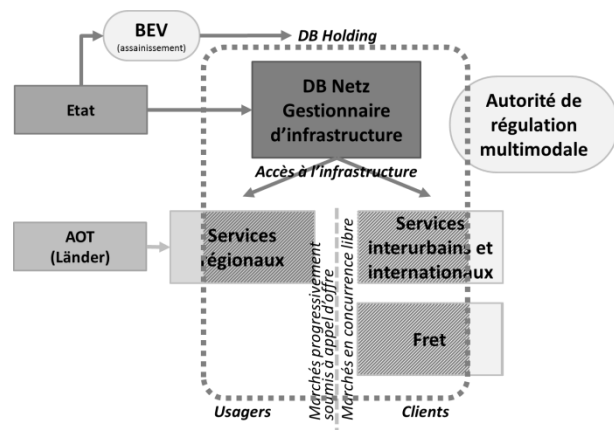 BEV
(assainissement)
DB Holding
Etat
DB Netz
Gestionnaire
d’infrastructure
Autorité de
régulation
multimodale
Accès à l’infrastructure
AOT
(Länder)
Services
régionaux
Services
interurbains et
internationaux
Fret
Marchés progressivement
soumis à appel d’offre
Marchés en concurrence libre
Usagers
Clients